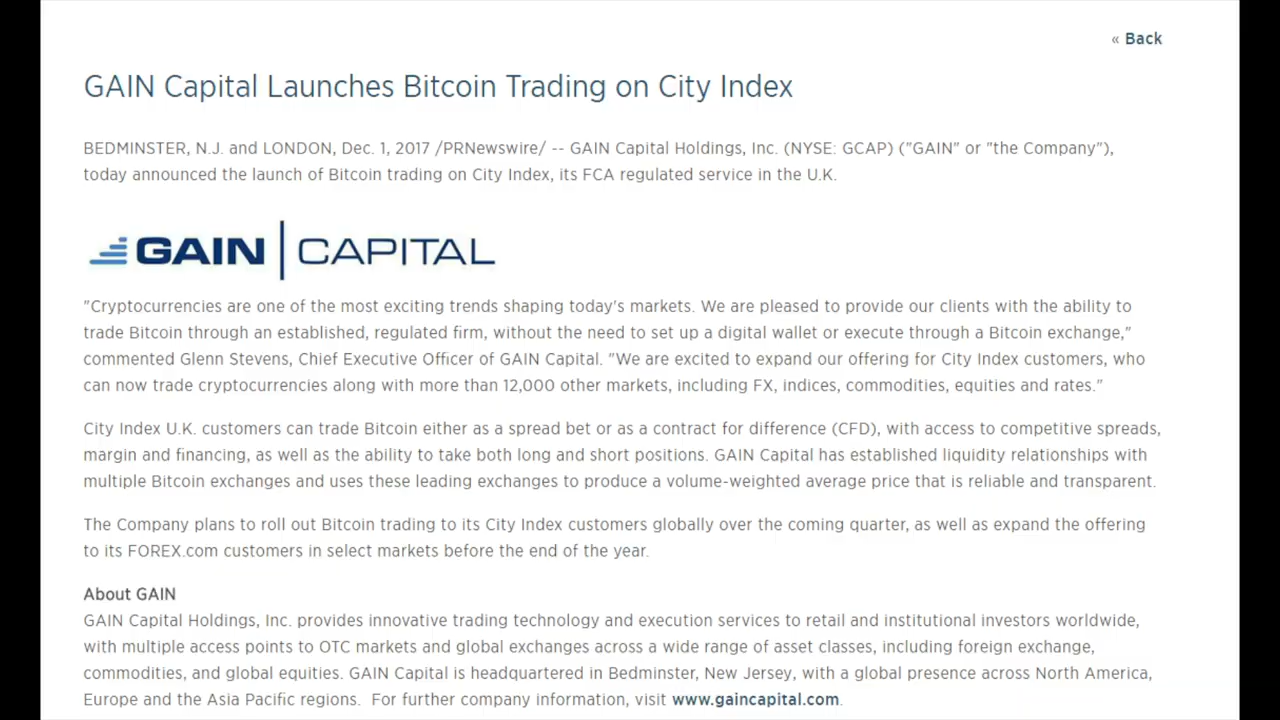 « Back
GAIN Capital Launches Bitcoin Trading on City Index
BEDMINSTER, N.J. and LONDON, Dec. 1, 2017 /PRNewswire/ -- GAIN Capital Holdings, Inc. (NYSE: GCAP) ("GAIN" or "the Company"),
today announced the launch of Bitcoin trading on City Index, its FCA regulated service in the U.K.
GAIN | CAPITAL
"Cryptocurrencies are one of the most exciting trends shaping today's markets. We are pleased to provide our clients with the ability to
trade Bitcoin through an established, regulated firm, without the need to set up a digital wallet or execute through a Bitcoin exchange,"
commented Glenn Stevens, Chief Executive Officer of GAIN Capital. "We are excited to expand our offering for City Index customers, who
can now trade cryptocurrencies along with more than 12,000 other markets, including FX, indices, commodities, equities and rates."
City Index U.K. customers can trade Bitcoin either as a spread bet or as a contract for difference (CFD), with access to competitive spreads,
margin and financing, as well as the ability to take both long and short positions. GAIN Capital has established liquidity relationships with
multiple Bitcoin exchanges and uses these leading exchanges to produce a volume-weighted average price that is reliable and transparent.
The Company plans to roll out Bitcoin trading to its City Index customers globally over the coming quarter, as well as expand the offering
to its FOREX.com customers in select markets before the end of the year.
About GAIN
GAIN Capital Holdings, Inc. provides innovative trading technology and execution services to retail and institutional investors worldwide,
with multiple access points to OTC markets and global exchanges across a wide range of asset classes, including foreign exchange,
commodities, and global equities. GAIN Capital is headquartered in Bedminster, New Jersey, with a global presence across North America,
Europe and the Asia Pacific regions. For further company information, visit www.gaincapital.com.